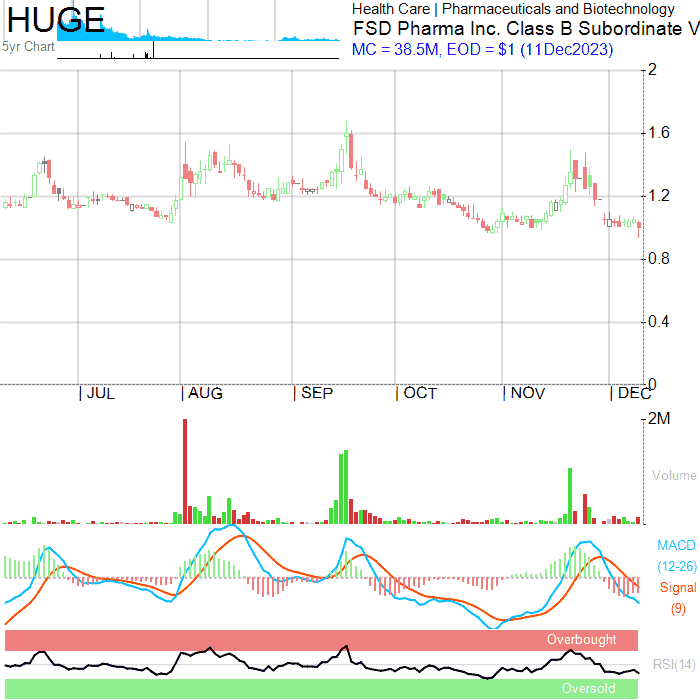 HUGE
5yr Chart
Health Care | Pharmaceuticals and Biotechnology
FSD Pharma Inc. Class B Subordinate V
MC = 38.5M, EOD = $1 (11Dec2023)
2
1.6
1.2
0.8
0.4
0
| JUL | AUG | SEP | OCT | NOV | DEC
2M
Volume
MACD
(12-26)
Signal
(9)
Overbought
RSI(14)
Oversold